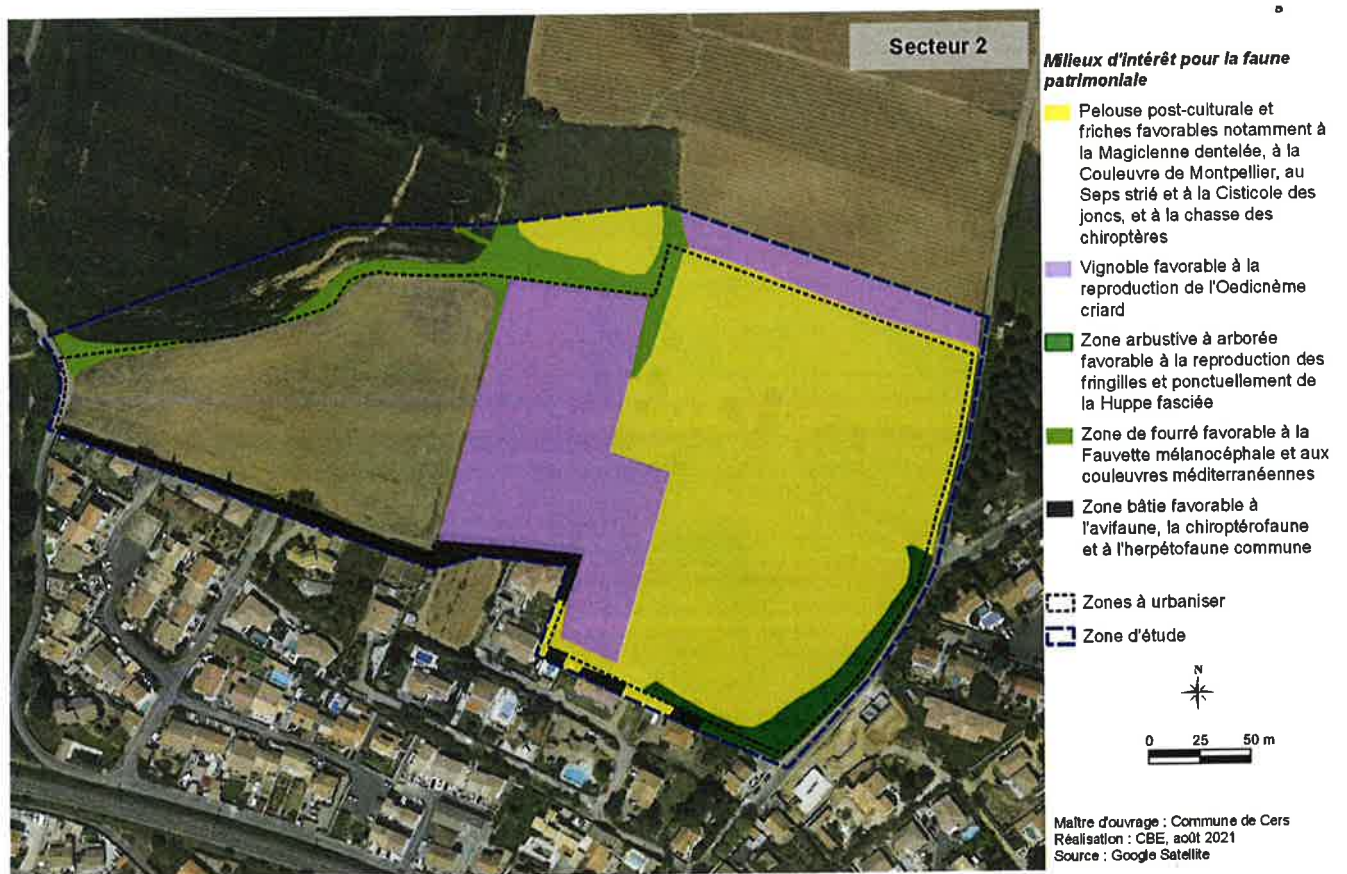 Secteur 2
Milieux d'intérêt pour la faune
patrimoniale
Pelouse post-culturale et
friches favorables notamment à
la Magicienne dentelée, à la
Couleuvre de Montpellier, au
Seps strié et à la Cisticole des
joncs, et à la chasse des
chiroptères
Vignoble favorable à la
reproduction de l'Oedicnème
criard
Zone arbustive à arborée
favorable à la reproduction des
fringilles et ponctuellement de
la Huppe fasciée
Zone de fourré favorable à la
Fauvette mélanocéphale et aux
couleuvres méditerranéennes
Zone bâtie favorable à
l'avifaune, la chiroptérofaune
et à l'herpétofaune commune
Zones à urbaniser
Zone d'étude
N
0 25 50 m
Maître d'ouvrage : Commune de Cers
Réalisation : CBE, août 2021
Source : Google Satellite